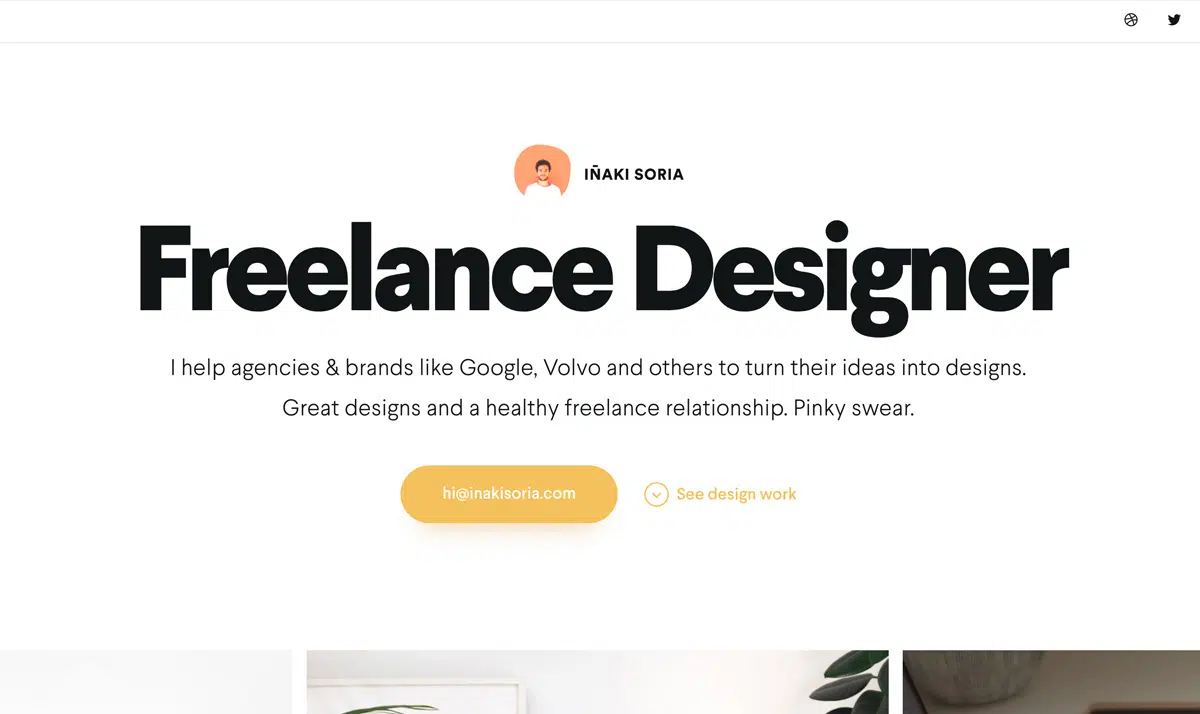 IÑAKI SORIA
Freelance Designer
I help agencies & brands like Google, Volvo and others to turn their ideas into designs.
Great designs and a healthy freelance relationship. Pinky swear.
hi@inakisoria.com
See design work